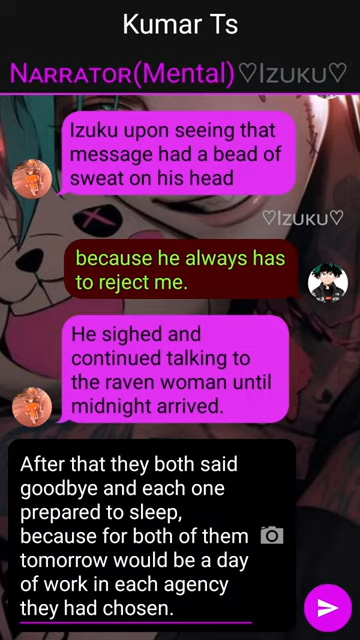 Kumar Ts
NARRATOR(MENTAL)♡IZUKU♡
Izuku upon seeing that
message had a bead of
sweat on his head
♡IZUKU♡
because he always has
to reject me.
He sighed and
continued talking to
the raven woman until
midnight arrived.
After that they both said
goodbye and each one
prepared to sleep,
because for both of them
tomorrow would be a day
of work in each agency
they had chosen.